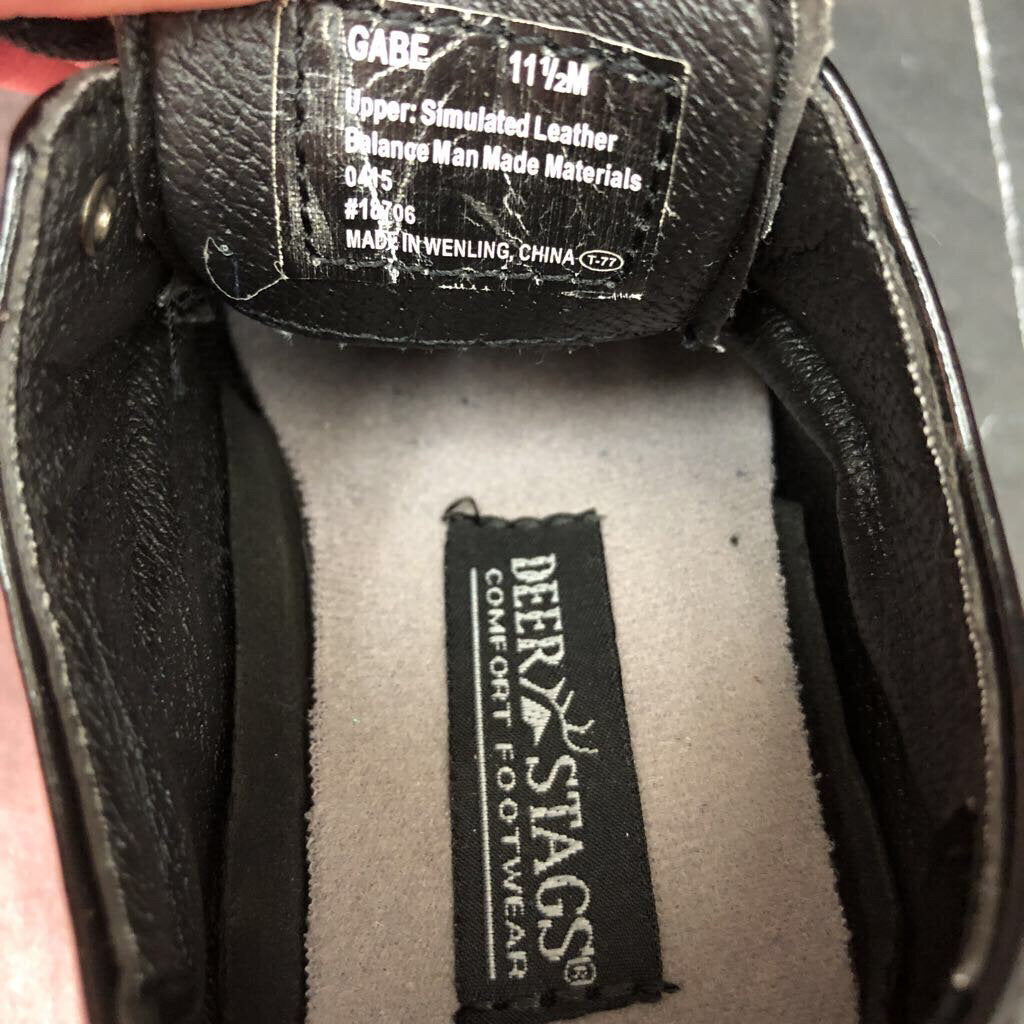 GABE 11½M
Upper: Simulated Leather
Balance Man Made Materials
0415
#18706
MADE IN WENLING, CHINA T-77
DEER STAGS®
COMFORT FOOTWEAR